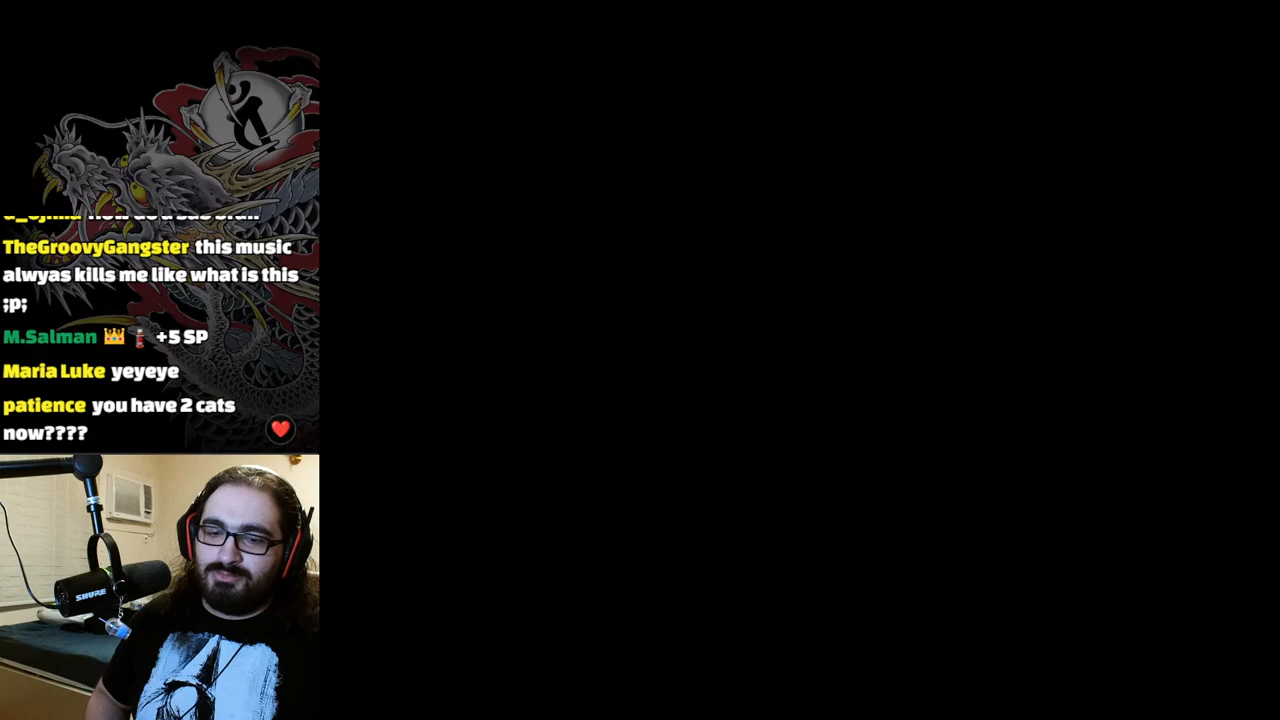 TheGroovyGangster this music
alwyas kills me like what is this
;p;
M.Salman +5 SP
Maria Luke yeyeye
patience you have 2 cats
now????
SHURE